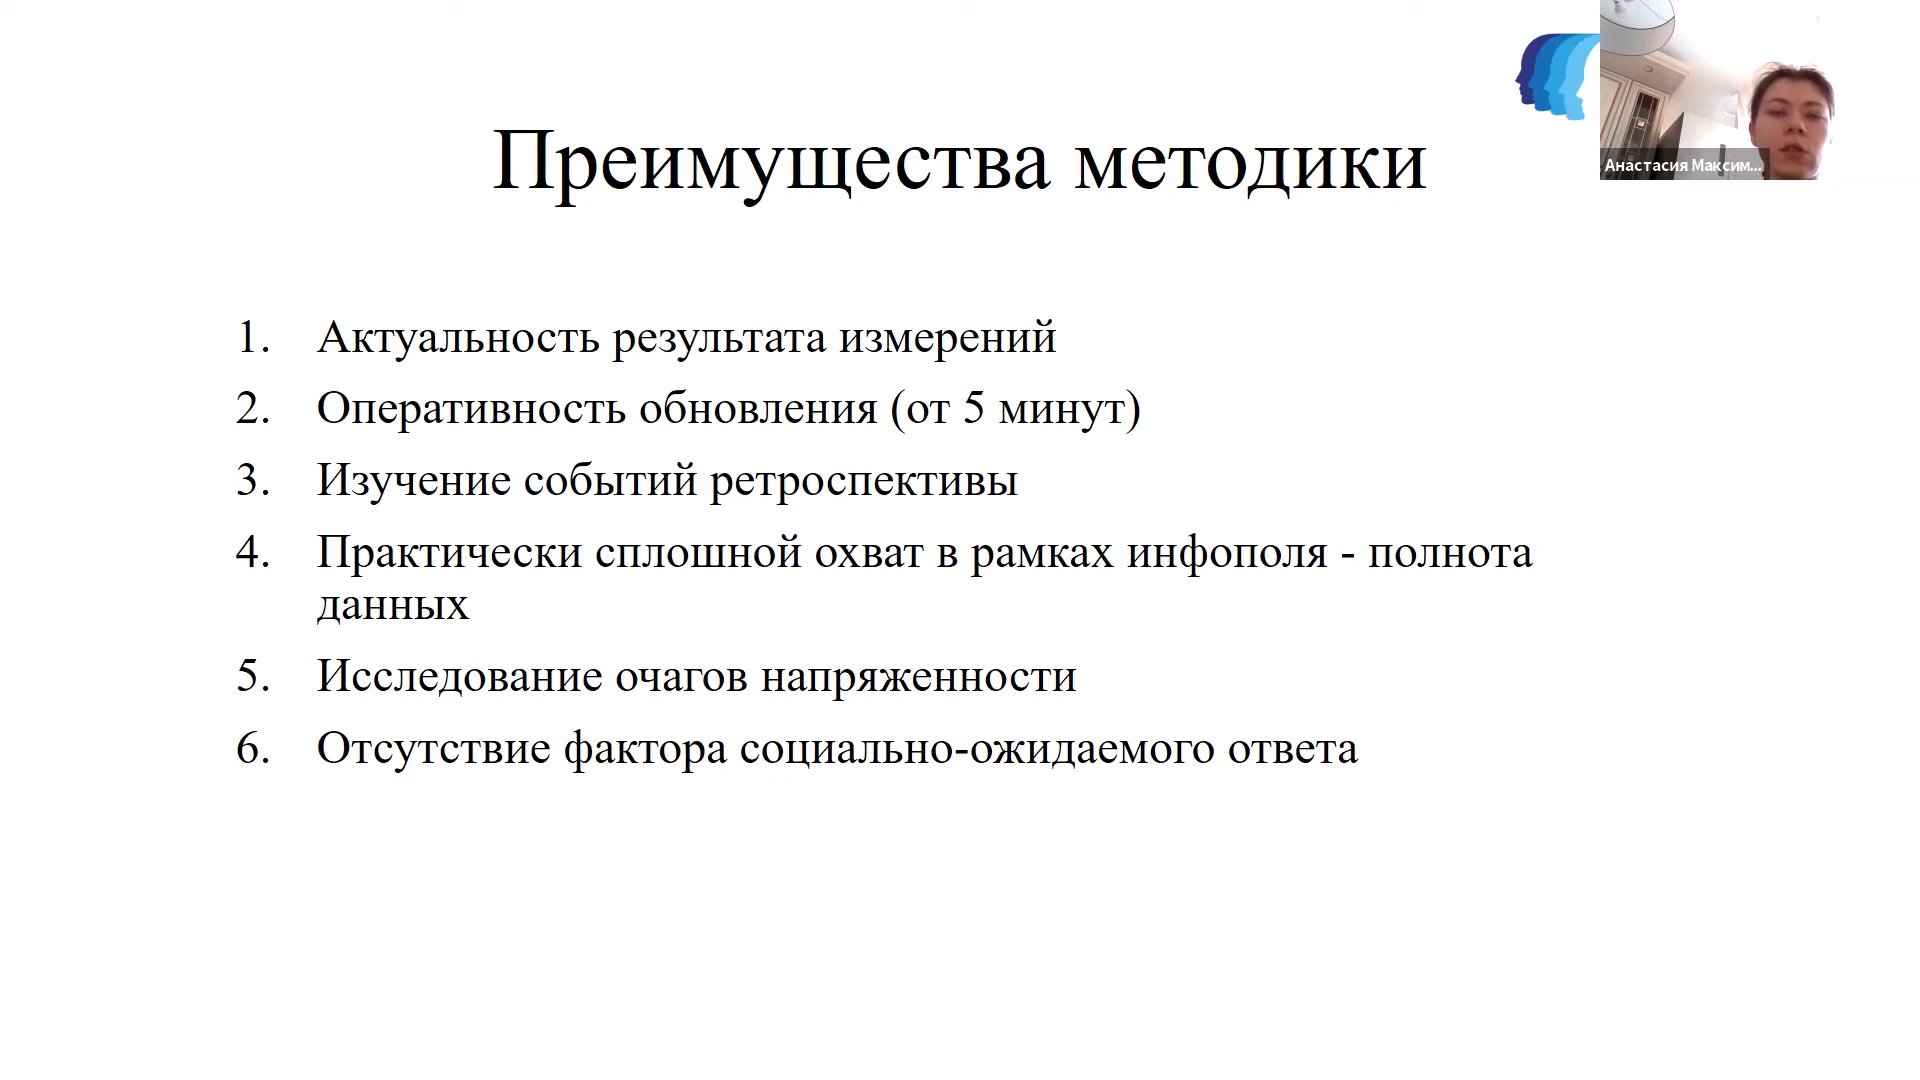 Преимущества методики
Анастасия Максим...
1. Актуальность результата измерений
2. Оперативность обновления (от 5 минут)
3. Изучение событий ретроспективы
4. Практически сплошной охват в рамках инфополя - полнота
данных
5. Исследование очагов напряженности
6. Отсутствие фактора социально-ожидаемого ответа